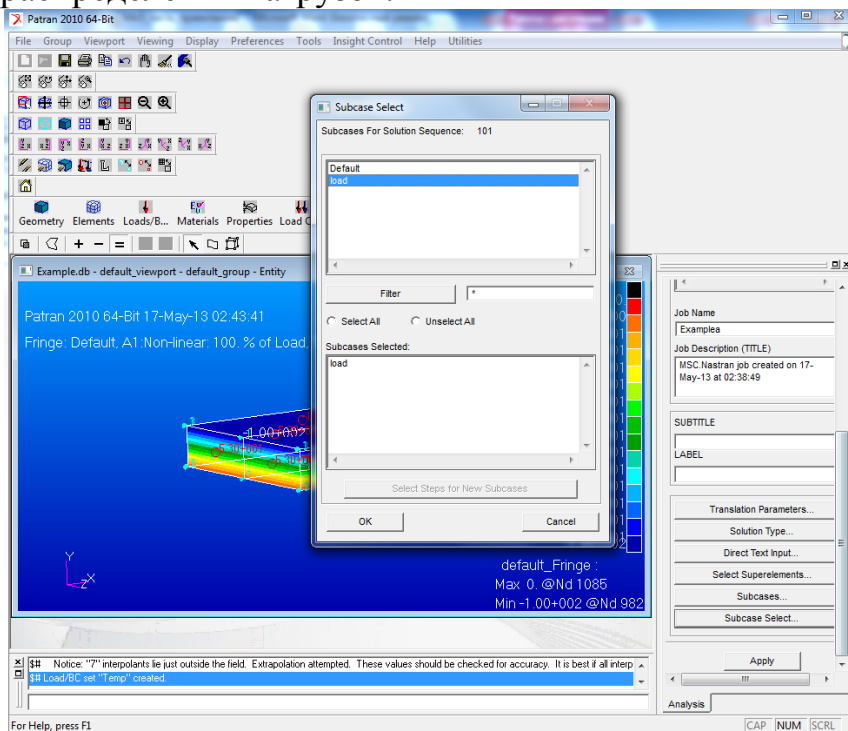 Patran 2010 64-Bit
File Group Viewport Viewing Display Preferences Tools Insight Control Help Utilities
Geometry Elements Loads/B... Materials Properties Load C
Example.db - default_viewport - default_group - Entity
Patran 2010 64-Bit 17-May-13 02:43:41
Fringe: Default, A1:Non-linear: 100. % of Load,
default_Fringe :
Max 0. @Nd 1085
Min -1.00+002 @Nd 982
Subcase Select
Subcases For Solution Sequence: 101
Default
load
Filter
*
Select All Unselect All
Subcases Selected:
load
Select Steps for New Subcases
OK Cancel
Job Name
Examplea
Job Description (TITLE)
MSC.Nastran job created on 17-
May-13 at 02:38:49
SUBTITLE
LABEL
Translation Parameters...
Solution Type...
Direct Text Input...
Select Superelements...
Subcases...
Subcase Select...
Apply
Analysis
$# Notice: "7" interpolants lie just outside the field. Extrapolation attempted. These values should be checked for accuracy. It is best if all interp
$# Load/BC set "Temp" created.
For Help, press F1
CAP NUM SCRL